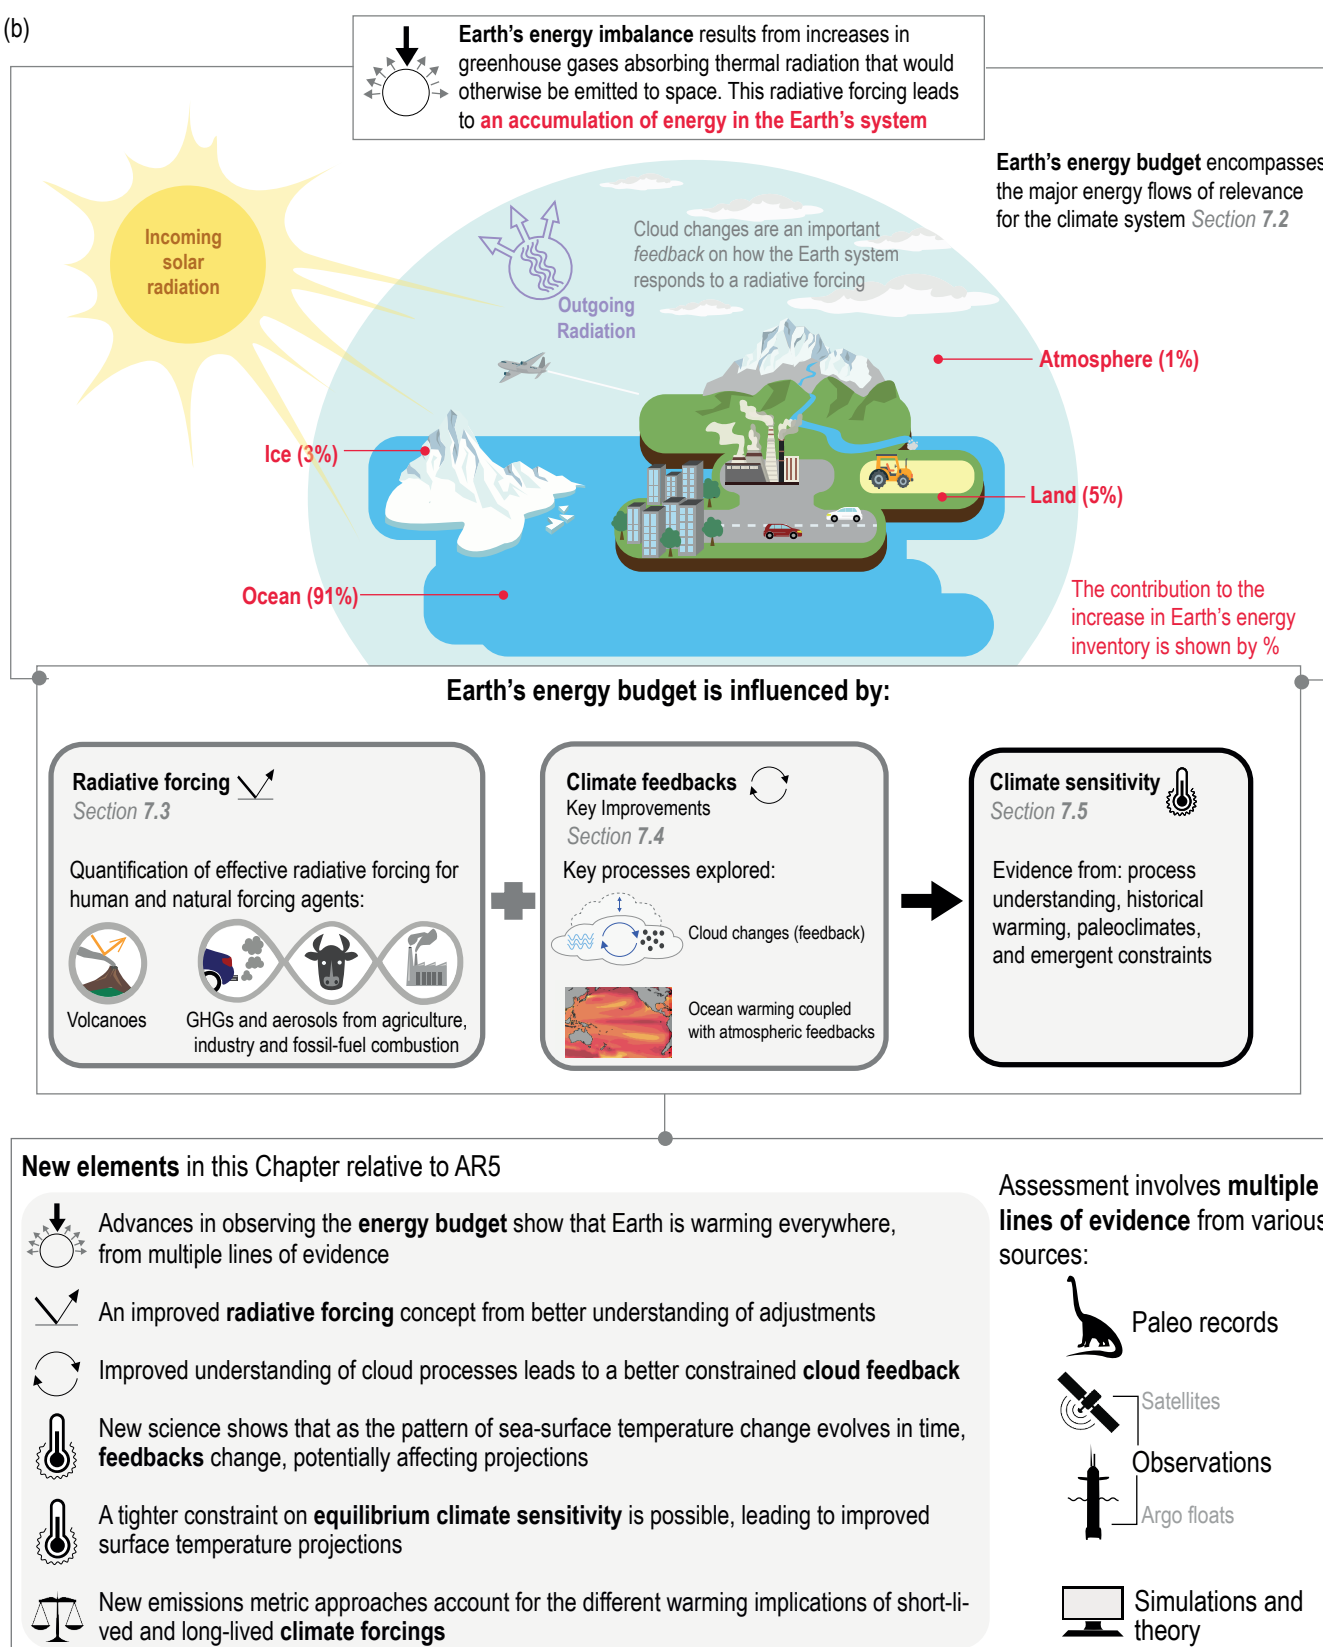 (b)
Earth's energy imbalance results from increases in
greenhouse gases absorbing thermal radiation that would
otherwise be emitted to space. This radiative forcing leads
to an accumulation of energy in the Earth's system
Earth's energy budget encompasses
the major energy flows of relevance
for the climate system Section 7.2
Incoming
solar
radiation
Cloud changes are an important
feedback on how the Earth system
responds to a radiative forcing
Outgoing
Radiation
Atmosphere (1%)
Ice (3%)
Land (5%)
Ocean (91%)
The contribution to the
increase in Earth's energy
inventory is shown by %
Earth's energy budget is influenced by:
Radiative forcing
Section 7.3
Quantification of effective radiative forcing for
human and natural forcing agents:
Volcanoes
GHGs and aerosols from agriculture,
industry and fossil-fuel combustion
Climate feedbacks
Key Improvements
Section 7.4
Key processes explored:
Cloud changes (feedback)
Ocean warming coupled
with atmospheric feedbacks
Climate sensitivity
Section 7.5
Evidence from: process
understanding, historical
warming, paleoclimates,
and emergent constraints
New elements in this Chapter relative to AR5
Advances in observing the energy budget show that Earth is warming everywhere,
from multiple lines of evidence
An improved radiative forcing concept from better understanding of adjustments
Improved understanding of cloud processes leads to a better constrained cloud feedback
New science shows that as the pattern of sea-surface temperature change evolves in time,
feedbacks change, potentially affecting projections
A tighter constraint on equilibrium climate sensitivity is possible, leading to improved
surface temperature projections
New emissions metric approaches account for the different warming implications of short-li-
ved and long-lived climate forcings
Assessment involves multiple
lines of evidence from various
sources:
Paleo records
Satellites
Observations
Argo floats
Simulations and
theory